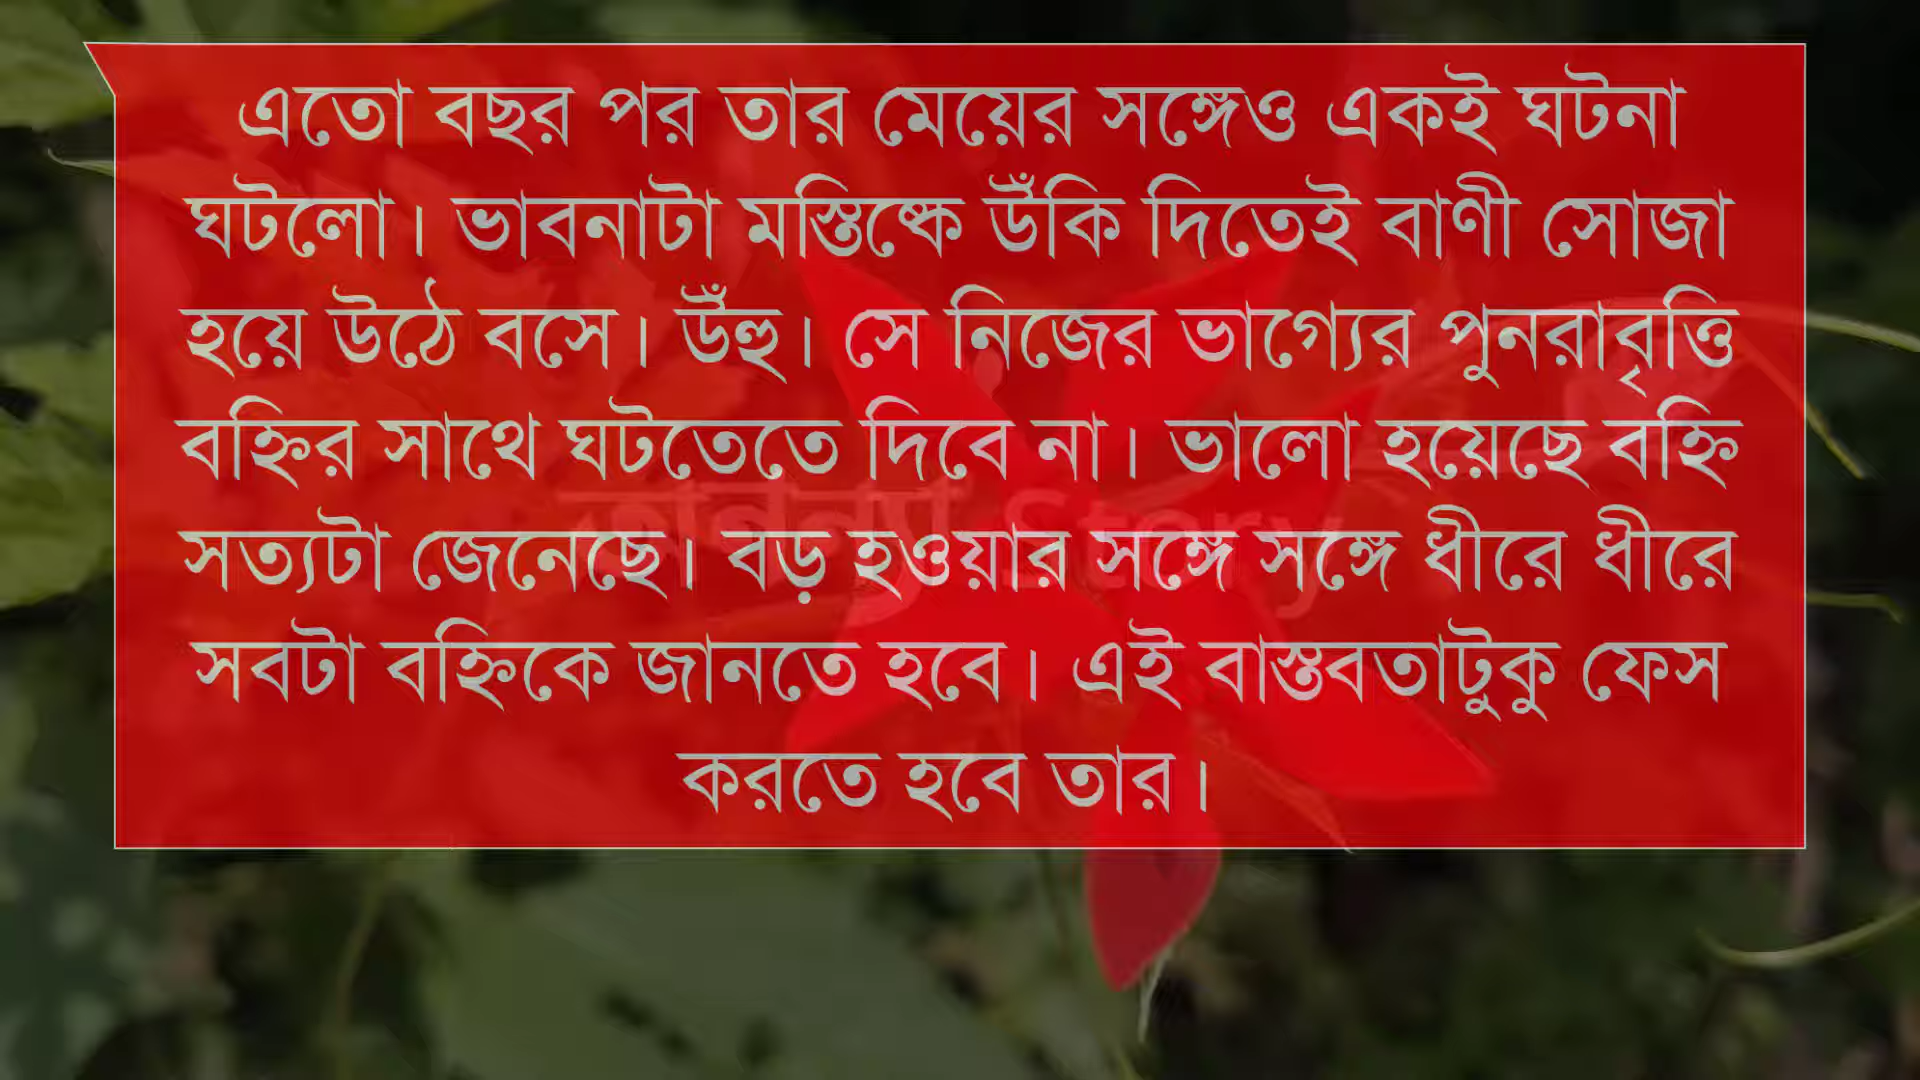 এতো বছর পর তার মেয়ের সঙ্গেও একই ঘটনা
ঘটলো। ভাবনাটা মস্তিষ্কে উঁকি দিতেই বাণী সোজা
হয়ে উঠে বসে। উঁহু। সে নিজের ভাগ্যের পুনরাবৃত্তি
বহ্নির সাথে ঘটতেতে দিবে না। ভালো হয়েছে বহ্নি
সত্যটা জেনেছে। বড় হওয়ার সঙ্গে সঙ্গে ধীরে ধীরে
সবটা বহ্নিকে জানতে হবে। এই বাস্তবতাটুকু ফেস
করতে হবে তার।
Story